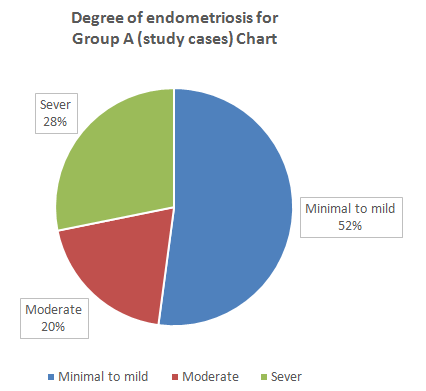 Degree of endometriosis for
Group A (study cases) Chart
Sever
28%
Minimal to mild
52%
Moderate
20%
Minimal to mild
Moderate
Sever